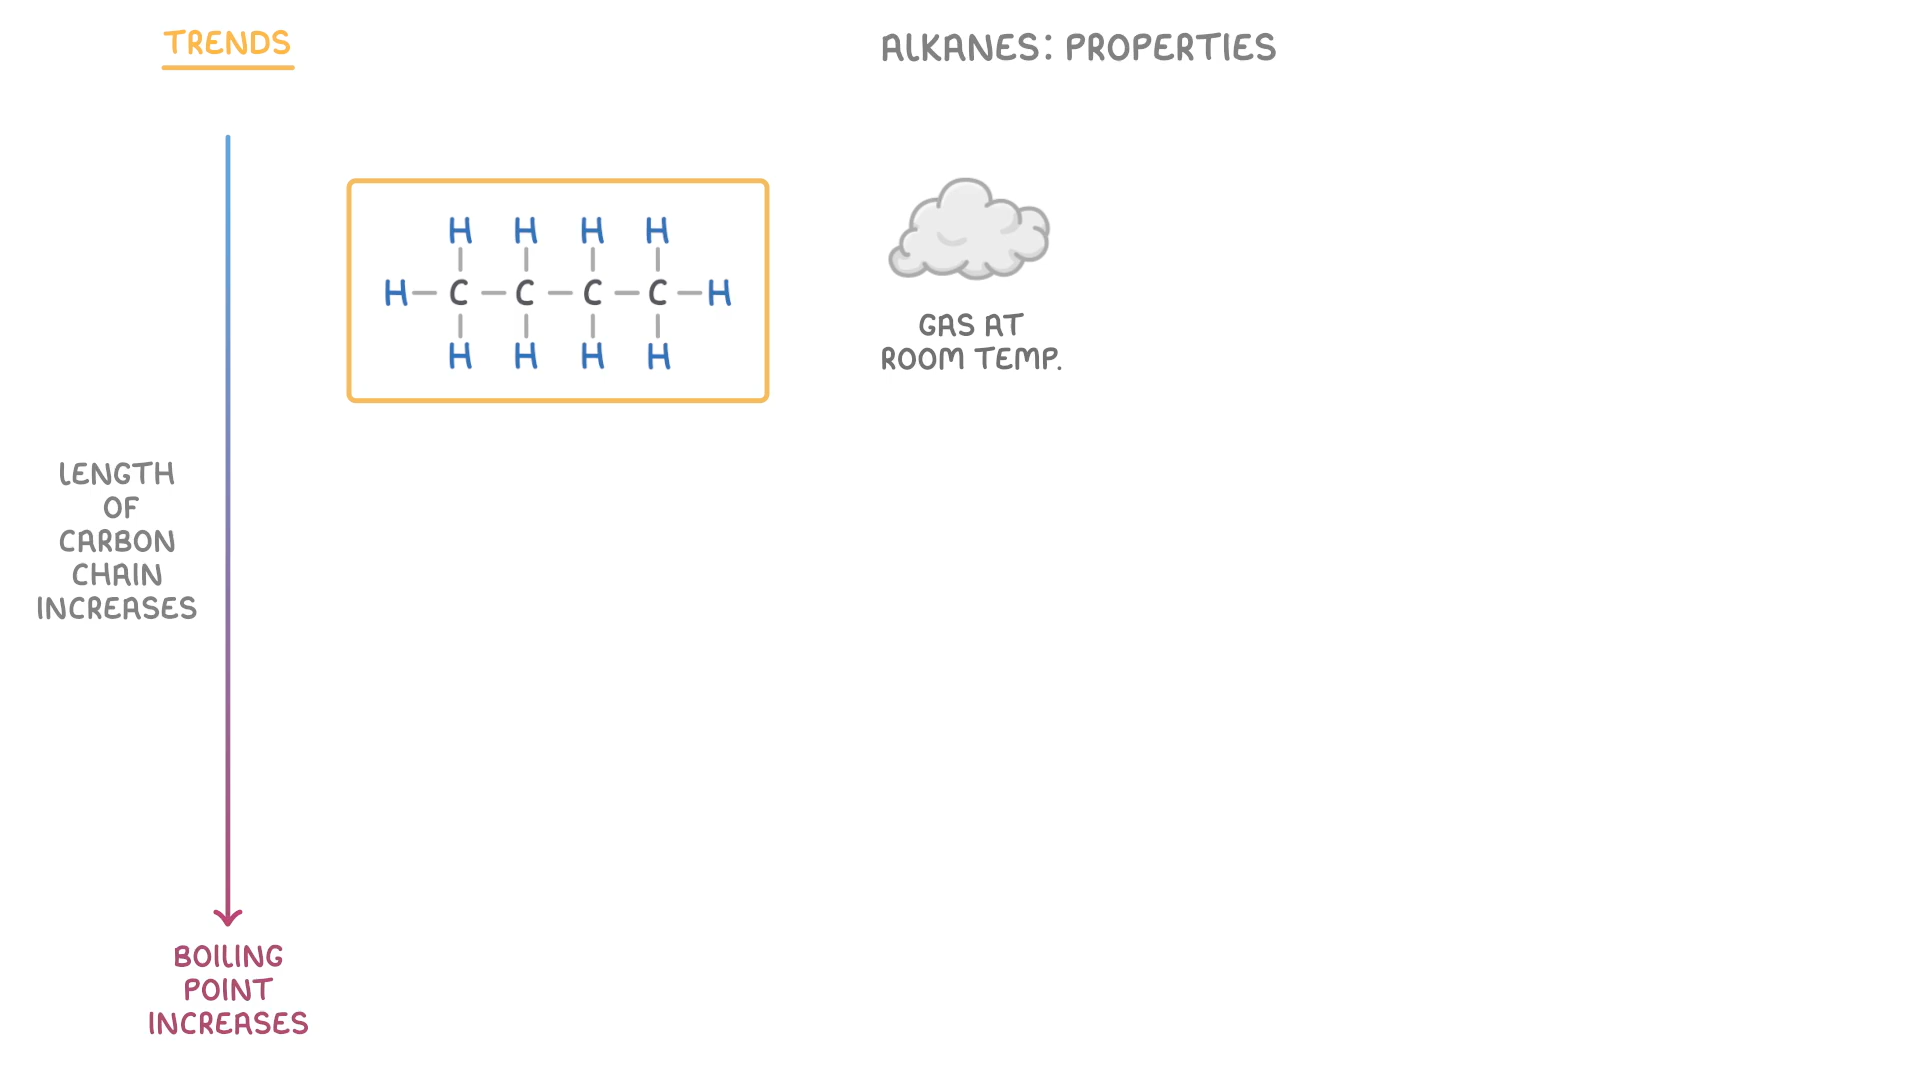 TRENDS
ALKANES: PROPERTIES
H H H H
H-C-C-C-C-H
H H H H
GAS AT
ROOM TEMP.
LENGTH
OF
CARBON
CHAIN
INCREASES
BOILING
POINT
INCREASES